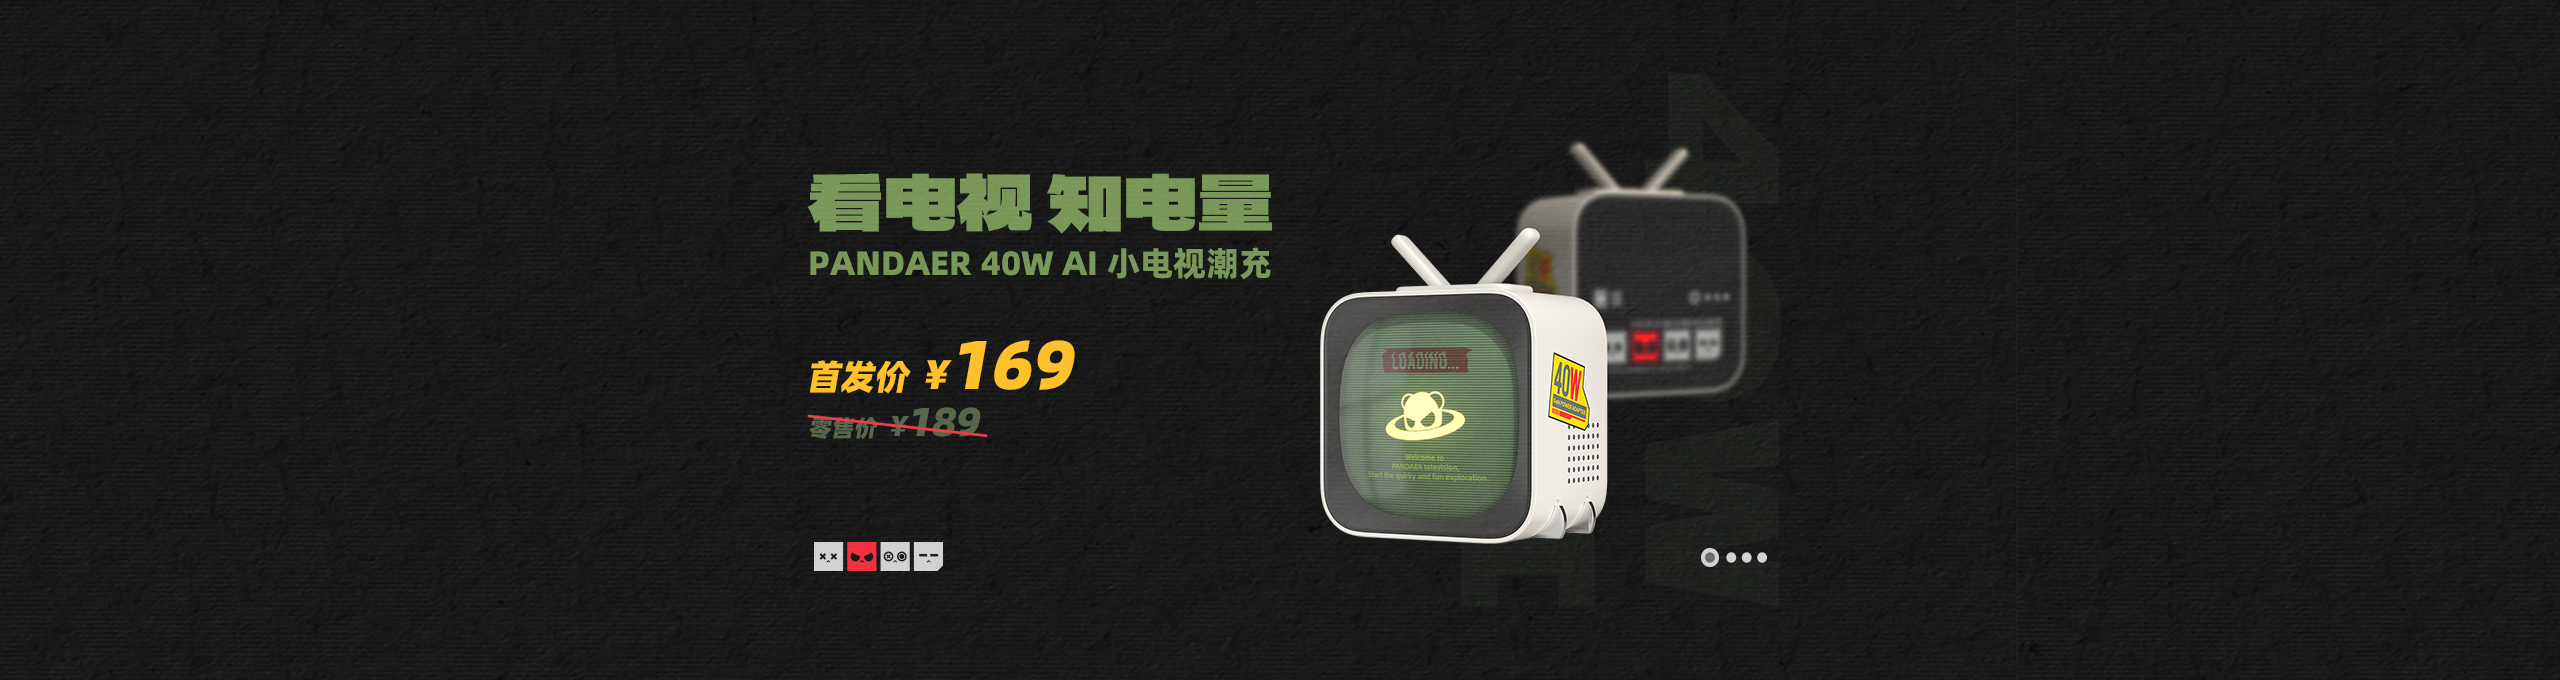 看电视 知电量
PANDAER 40W AI 小电视潮充
首发价 ¥169
零售价 ¥189
LOADING...
Welcome to
PANDAER television,
Start the quirky and fun exploration.
40W